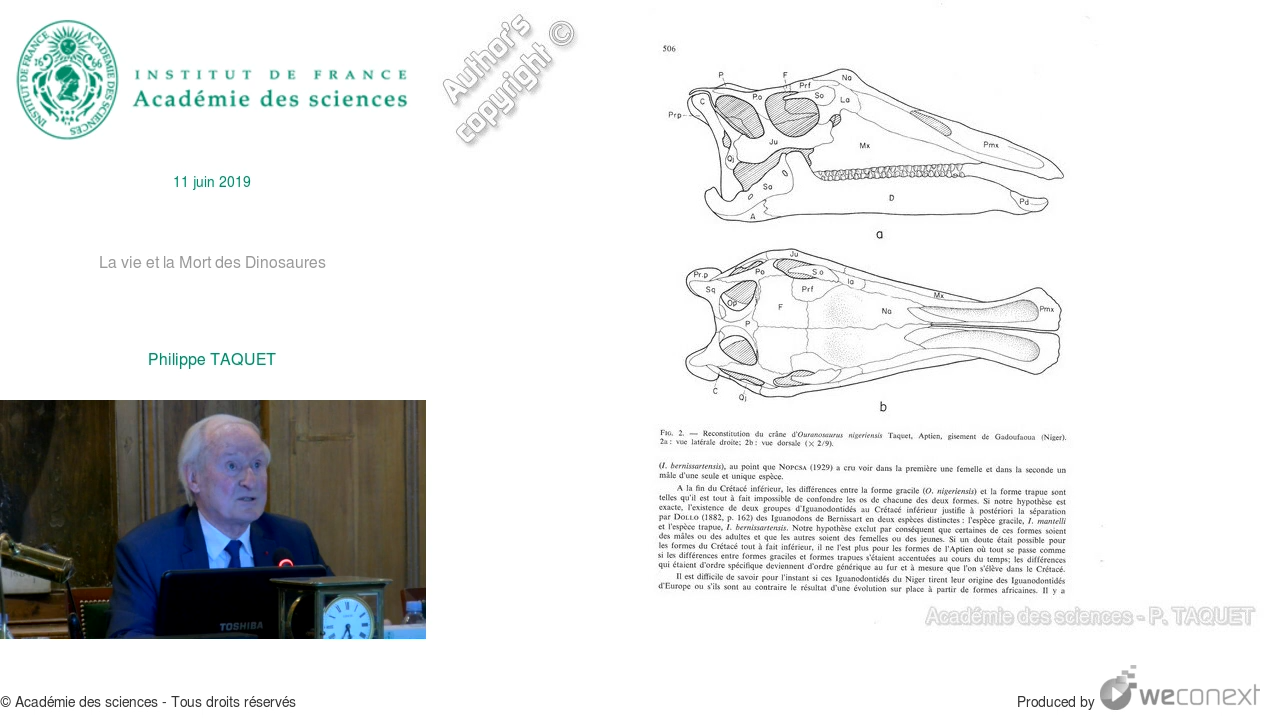 INSTITUT DE FRANCE
Académie des sciences
INSTITUT DE FRANCE ACADÉMIE DES SCIENCES
1666
Author's
copyright ©
11 juin 2019
La vie et la Mort des Dinosaures
Philippe TAQUET
TOSHIBA
506
P
F
Na
Prf
C
Po
So
La
Prp
Ju
Mx
Pmx
Qj
Sa
D
Pd
A
a
Ju
Pr.p
Po
S.o
la
Sq
Prf
Mx
Op
F
Na
Pmx
P
C
Qj
b
FIG. 2. — Reconstitution du crâne d'Ouranosaurus nigeriensis Taquet, Aptien, gisement de Gadoufaoua (Niger).
2a : vue latérale droite; 2b : vue dorsale (× 2/9).
(I. bernissartensis), au point que NOPCSA (1929) a cru voir dans la première une femelle et dans la seconde un
mâle d'une seule et unique espèce.
A la fin du Crétacé inférieur, les différences entre la forme gracile (O. nigeriensis) et la forme trapue sont
telles qu'il est tout à fait impossible de confondre les os de chacune des deux formes. Si notre hypothèse est
exacte, l'existence de deux groupes d'Iguanodontidés au Crétacé inférieur justifie à postériori la séparation
par DOLLO (1882, p. 162) des Iguanodons de Bernissart en deux espèces distinctes : l'espèce gracile, I. mantelli
et l'espèce trapue, I. bernissartensis. Notre hypothèse exclut par conséquent que certaines de ces formes soient
des mâles ou des adultes et que les autres soient des femelles ou des jeunes. Si un doute était possible pour
les formes du Crétacé tout à fait inférieur, il ne l'est plus pour les formes de l'Aptien où tout se passe comme
si les différences entre formes graciles et formes trapues s'étaient accentuées au cours du temps; les différences
qui étaient d'ordre spécifique deviennent d'ordre générique au fur et à mesure que l'on s'élève dans le Crétacé.
Il est difficile de savoir pour l'instant si ces Iguanodontidés du Niger tirent leur origine des Iguanodontidés
d'Europe ou s'ils sont au contraire le résultat d'une évolution sur place à partir de formes africaines. Il y a
Académie des sciences - P. TAQUET
© Académie des sciences - Tous droits réservés
Produced by weconext